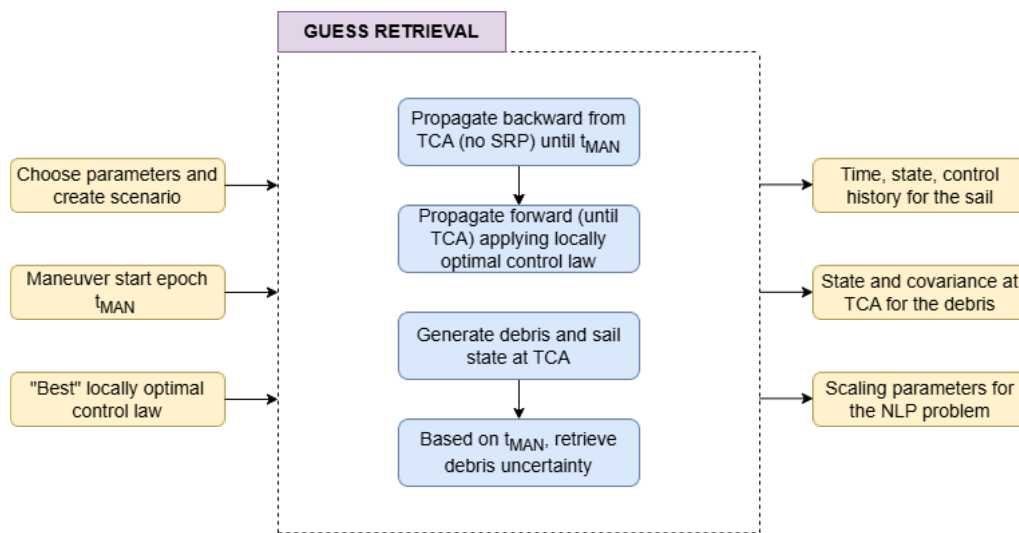 GUESS RETRIEVAL
Choose parameters and
create scenario
Maneuver start epoch
tMAN
"Best" locally optimal
control law
Propagate backward from
TCA (no SRP) until tMAN
Propagate forward (until
TCA) applying locally
optimal control law
Generate debris and sail
state at TCA
Based on tMAN, retrieve
debris uncertainty
Time, state, control
history for the sail
State and covariance at
TCA for the debris
Scaling parameters for
the NLP problem